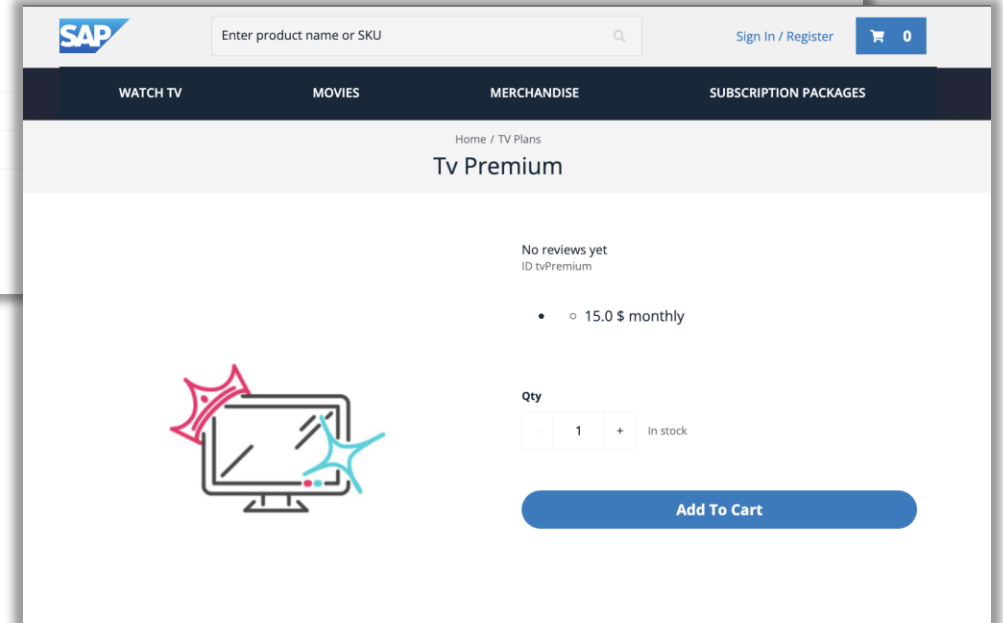 SAP
Enter product name or SKU
Sign In / Register
0
WATCH TV MOVIES MERCHANDISE SUBSCRIPTION PACKAGES
Home / TV Plans
Tv Premium
No reviews yet
ID tvPremium
15.0 $ monthly
Qty
- 1 + In stock
Add To Cart